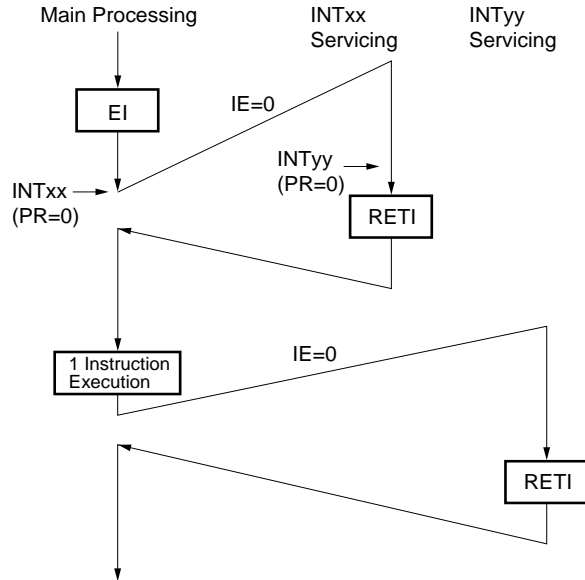 Main Processing
INTxx
Servicing
INTyy
Servicing
EI
IE=0
INTyy
(PR=0)
INTxx
(PR=0)
RETI
1 Instruction
Execution
IE=0
RETI